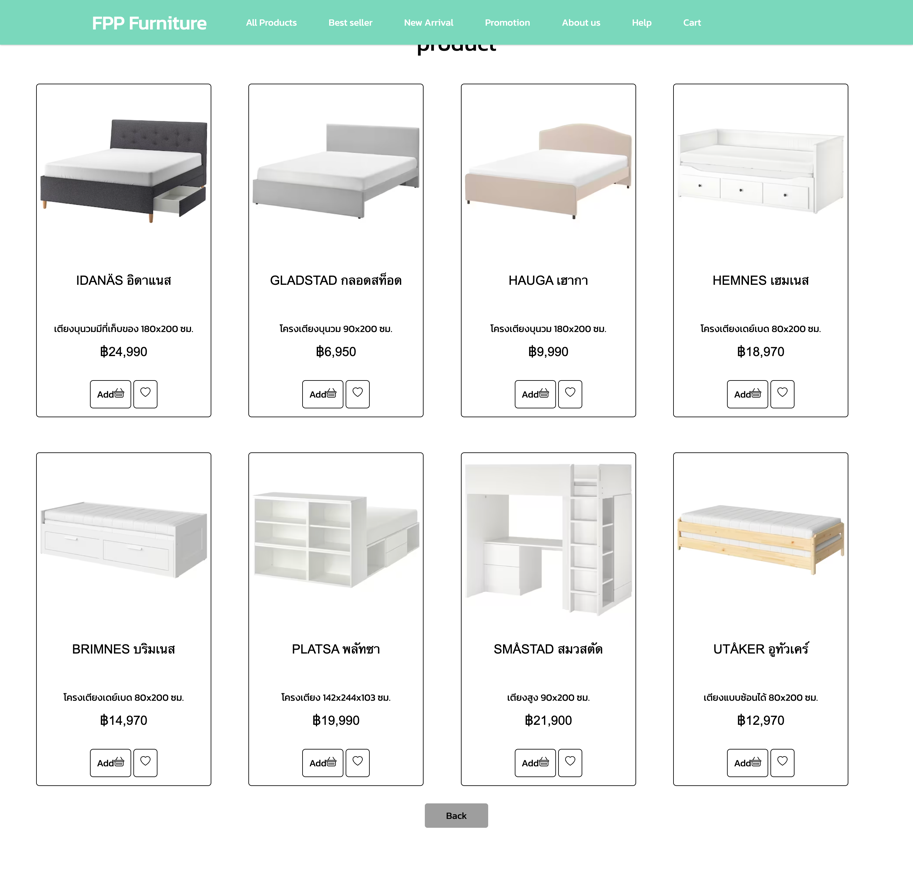 FPP Furniture
All Products
Best seller
New Arrival
Promotion
About us
Help
Cart
product
IDANÄS อิดาแนส
เตียงบุนวมมีที่เก็บของ 180x200 ซม.
฿24,990
Add
GLADSTAD กลอดสท็อด
โครงเตียงบุนวม 90x200 ซม.
฿6,950
Add
HAUGA เฮากา
โครงเตียงบุนวม 180x200 ซม.
฿9,990
Add
HEMNES เฮมเนส
โครงเตียงเดย์เบด 80x200 ซม.
฿18,970
Add
BRIMNES บริมเนส
โครงเตียงเดย์เบด 80x200 ซม.
฿14,970
Add
PLATSA พลัทซา
โครงเตียง 142x244x103 ซม.
฿19,990
Add
SMÅSTAD สมวสตัด
เตียงสูง 90x200 ซม.
฿21,900
Add
UTÅKER อูทัวเคร์
เตียงแบบซ้อนได้ 80x200 ซม.
฿12,970
Add
Back